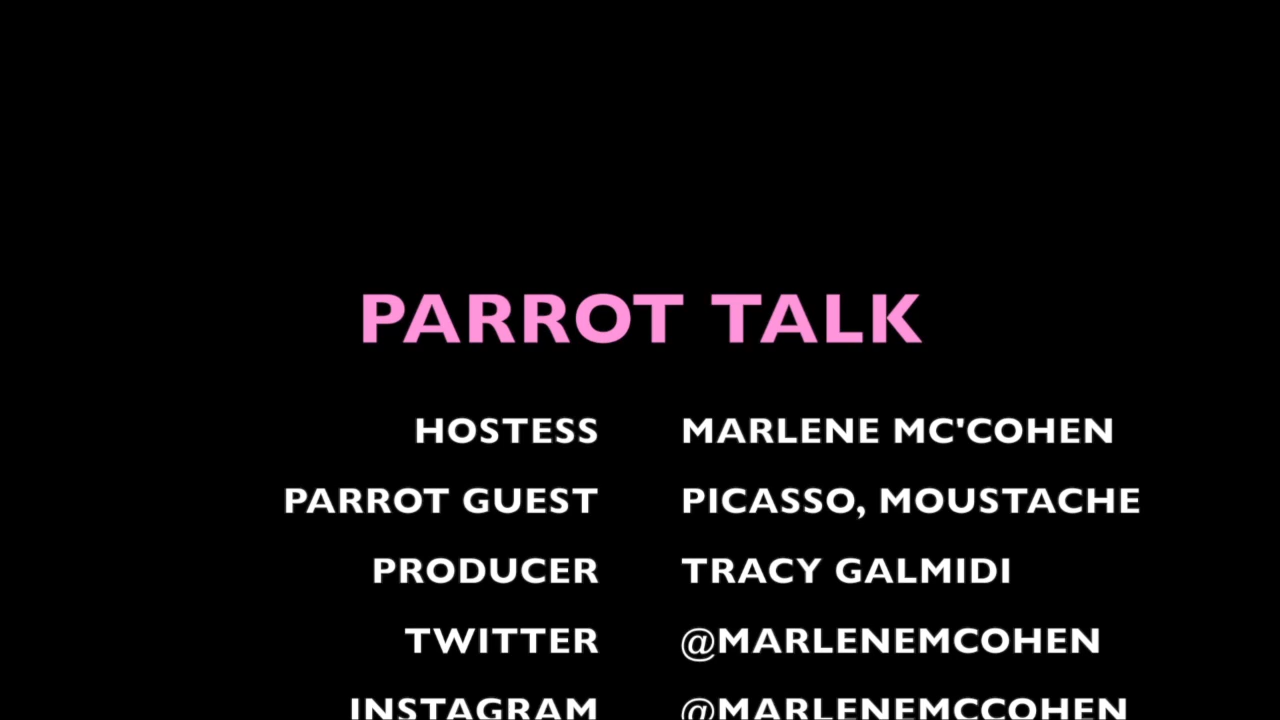 PARROT TALK
HOSTESS MARLENE MC'COHEN
PARROT GUEST PICASSO, MOUSTACHE
PRODUCER TRACY GALMIDI
TWITTER @MARLENEMCOHEN
INSTAGRAM @MARLENEMCCOHEN